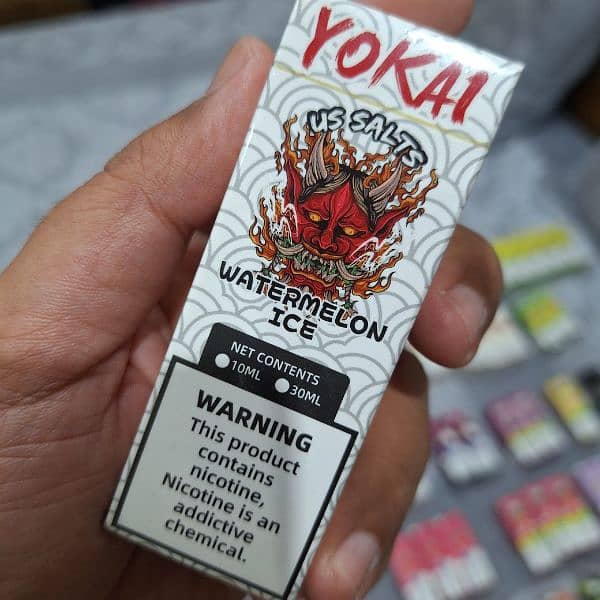 YOKAI
US SALTS
WATERMELON
ICE
NET CONTENTS
10ML 30ML
WARNING
This product
contains
nicotine,
Nicotine is an
addictive
chemical.